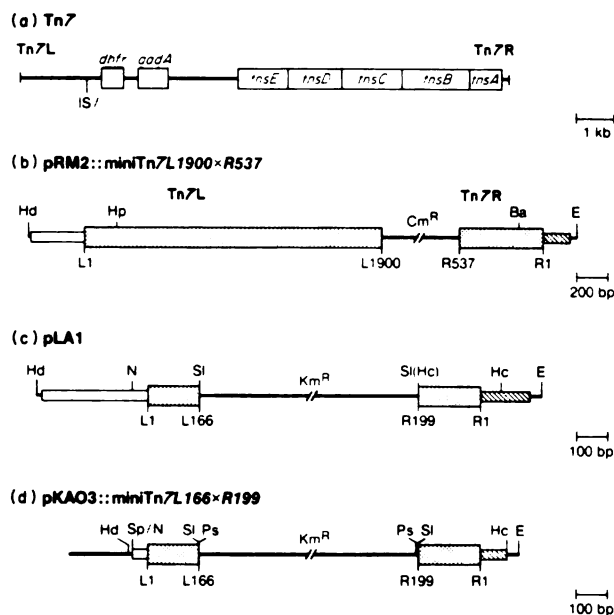 (a) Tn7
Tn7L Tn7R
dhfr aadA
tnsE tnsD tnsC tnsB tnsA
IS1
1 kb
(b) pRM2::miniTn7L1900×R537
Tn7L Tn7R
Hd Hp CmR Ba E
L1 L1900 R537 R1
200 bp
(c) pLA1
Hd N Sl KmR Sl(Hc) Hc E
L1 L166 R199 R1
100 bp
(d) pKAO3::miniTn7L166×R199
Hd Sp/N Sl Ps KmR Ps Sl Hc E
L1 L166 R199 R1
100 bp